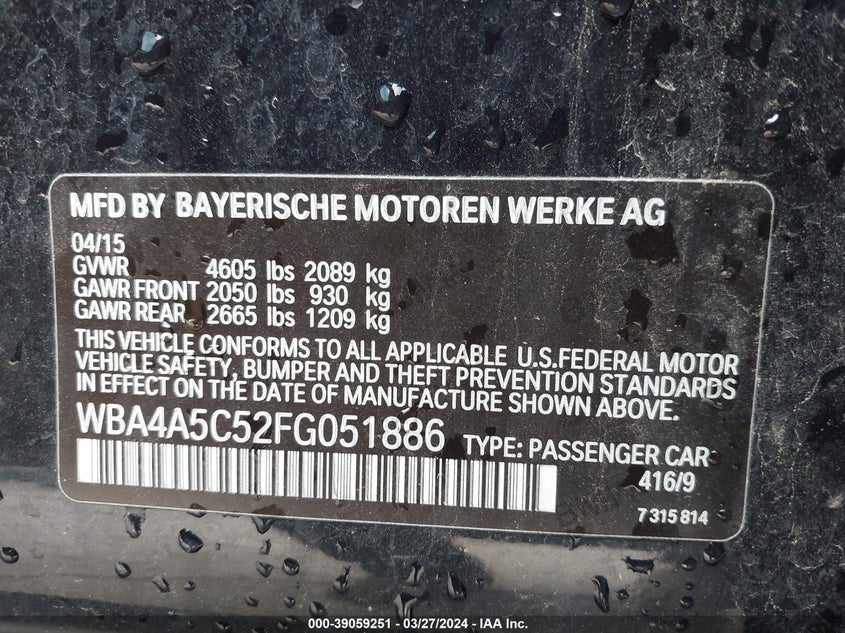 MFD BY BAYERISCHE MOTOREN WERKE AG
04/15
GVWR 4605 lbs 2089 kg
GAWR FRONT 2050 lbs 930 kg
GAWR REAR 2665 lbs 1209 kg
THIS VEHICLE CONFORMS TO ALL APPLICABLE U.S.FEDERAL MOTOR
VEHICLE SAFETY, BUMPER AND THEFT PREVENTION STANDARDS
IN EFFECT ON THE DATE OF MANUFACTURE SHOWN ABOVE.
WBA4A5C52FG051886 TYPE: PASSENGER CAR
416/9
7 315 814
000-39059251 - 03/27/2024 - IAA Inc.